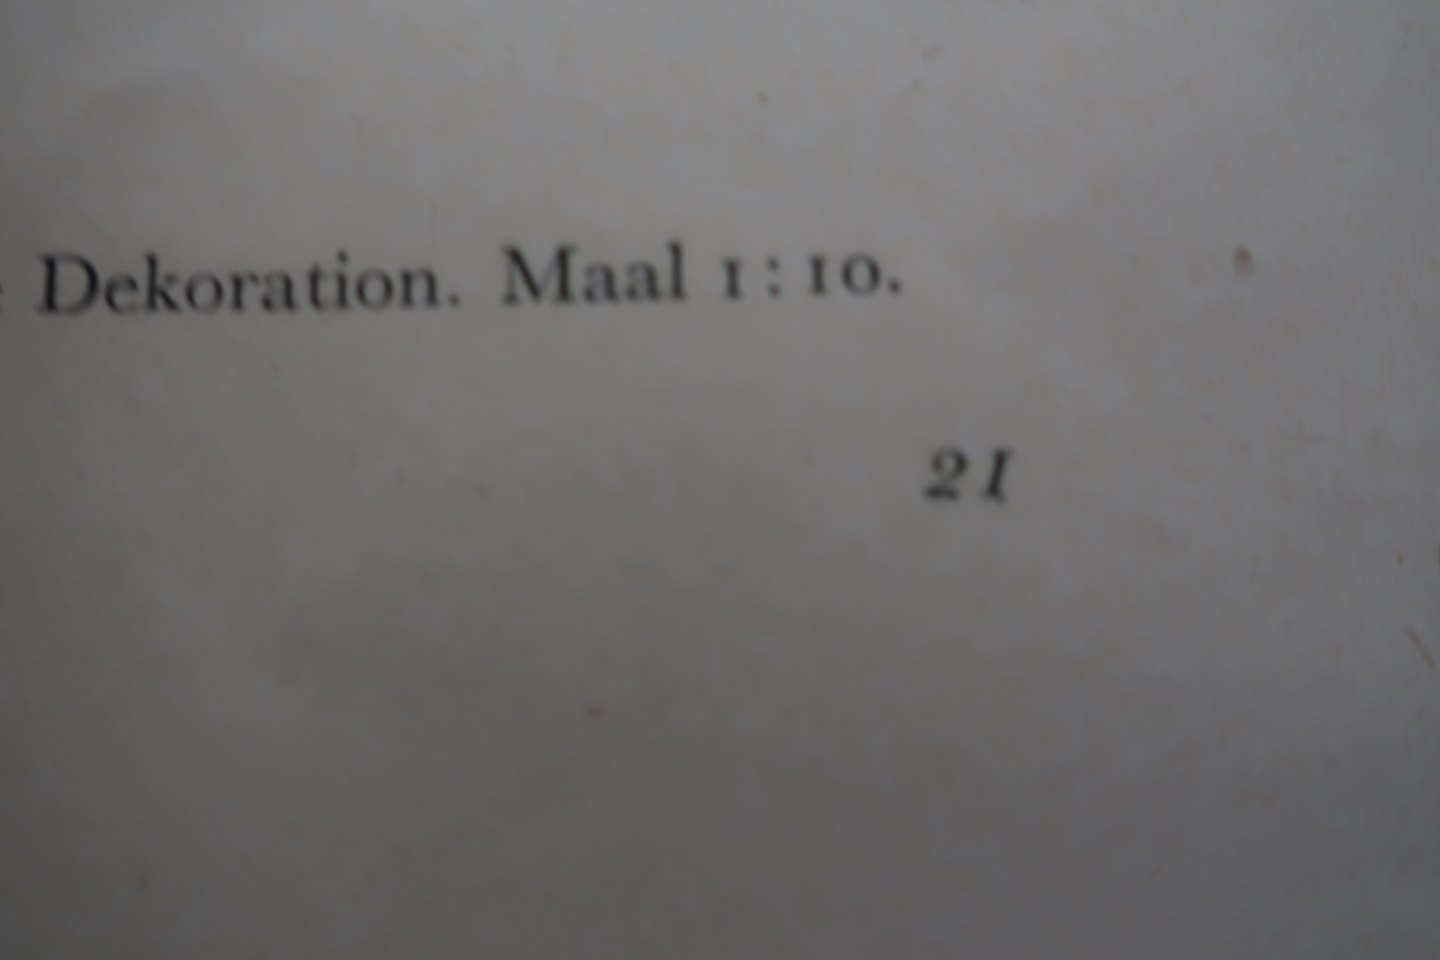 Dekoration. Maal 1:10.
21